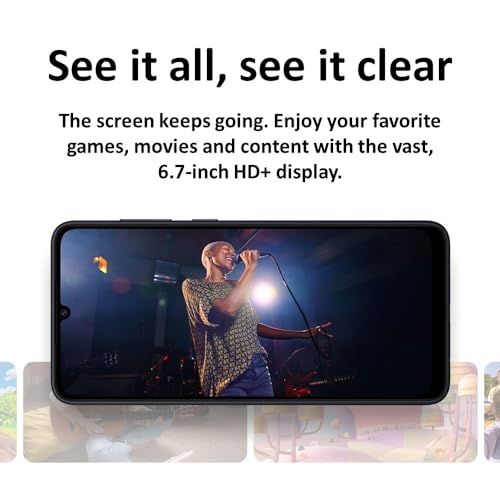 See it all, see it clear
The screen keeps going. Enjoy your favorite
games, movies and content with the vast,
6.7-inch HD+ display.